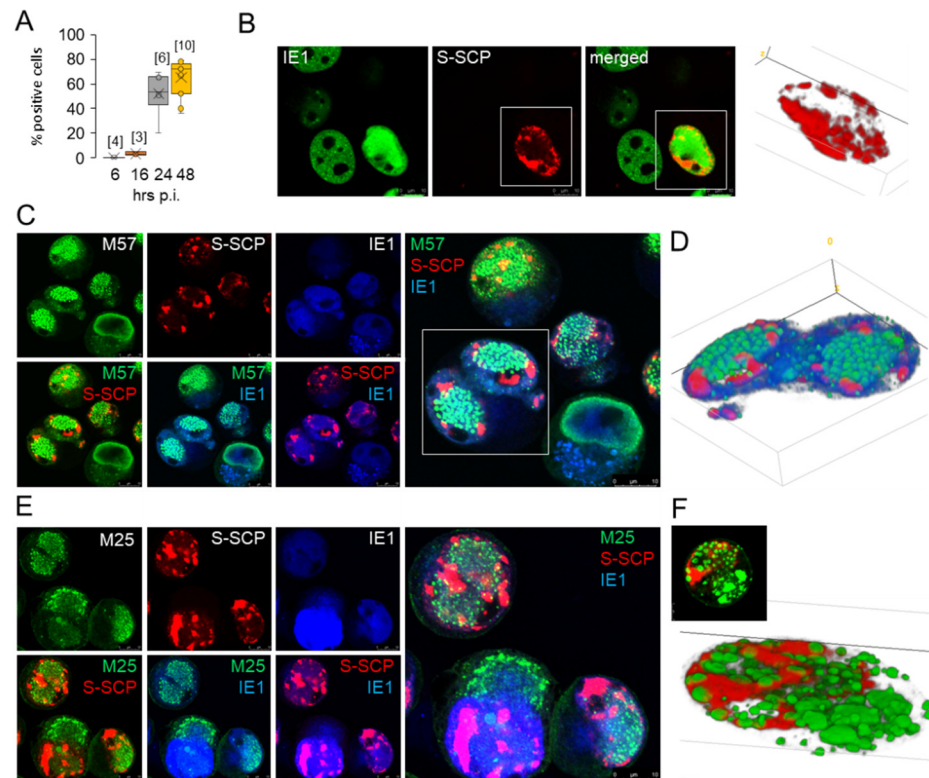 A
% positive cells
100
80
60
40
20
0
[4]
[3]
[6]
[10]
6 16 24 48
hrs p.i.
B
IE1
S-SCP
merged
C
M57
S-SCP
IE1
M57
S-SCP
IE1
M57
S-SCP
M57
IE1
S-SCP
IE1
D
0
E
M25
S-SCP
IE1
M25
S-SCP
IE1
M25
S-SCP
M25
IE1
S-SCP
IE1
F